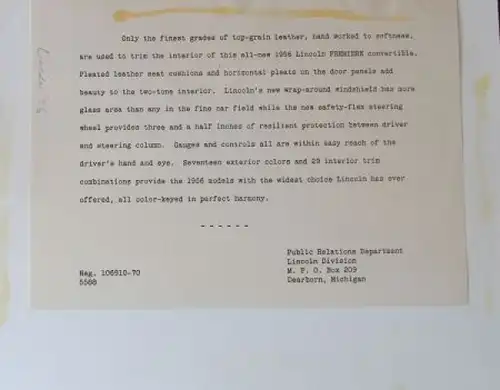 Only the finest grades of top-grain leather, hand worked to softness,
are used to trim the interior of this all-new 1956 Lincoln PREMIERE convertible.
Pleated leather seat cushions and horizontal pleats on the door panels add
beauty to the two-tone interior. Lincoln's new wrap-around windshield has more
glass area than any in the fine car field while the new safety-flex steering
wheel provides three and a half inches of resilient protection between driver
and steering column. Gauges and controls all are within easy reach of the
driver's hand and eye. Seventeen exterior colors and 29 interior trim
combinations provide the 1956 models with the widest choice Lincoln has ever
offered, all color-keyed in perfect harmony.
- - - - - -
Public Relations Department
Lincoln Division
M. P. O. Box 209
Dearborn, Michigan
Neg. 106510-70
5568